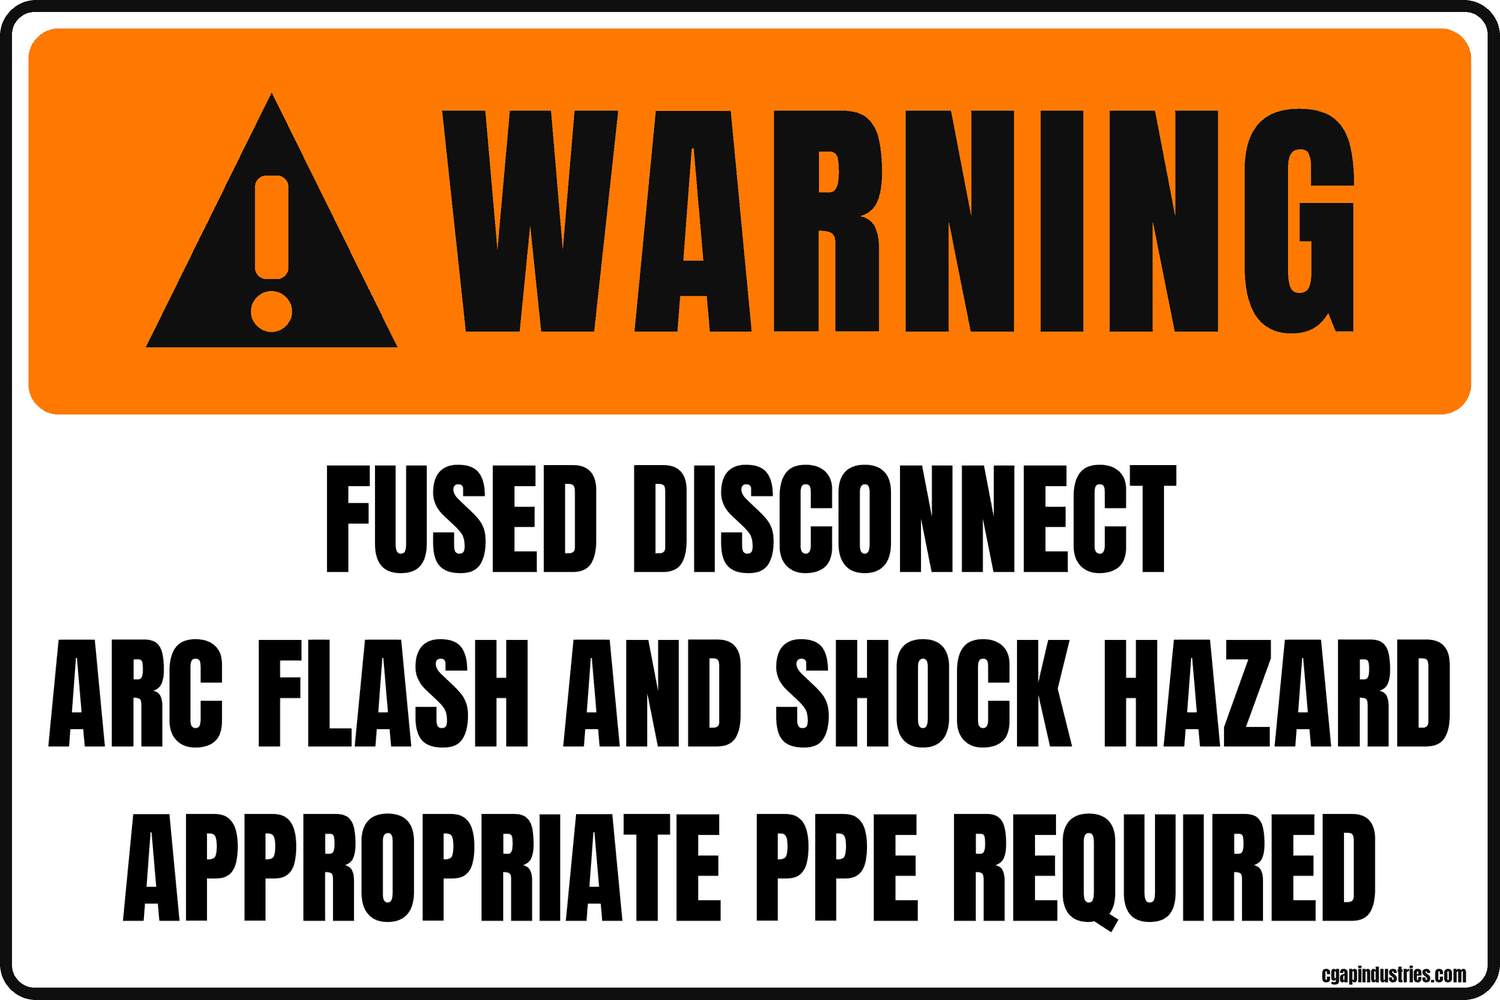 WARNING
FUSED DISCONNECT
ARC FLASH AND SHOCK HAZARD
APPROPRIATE PPE REQUIRED
cgapindustries.com